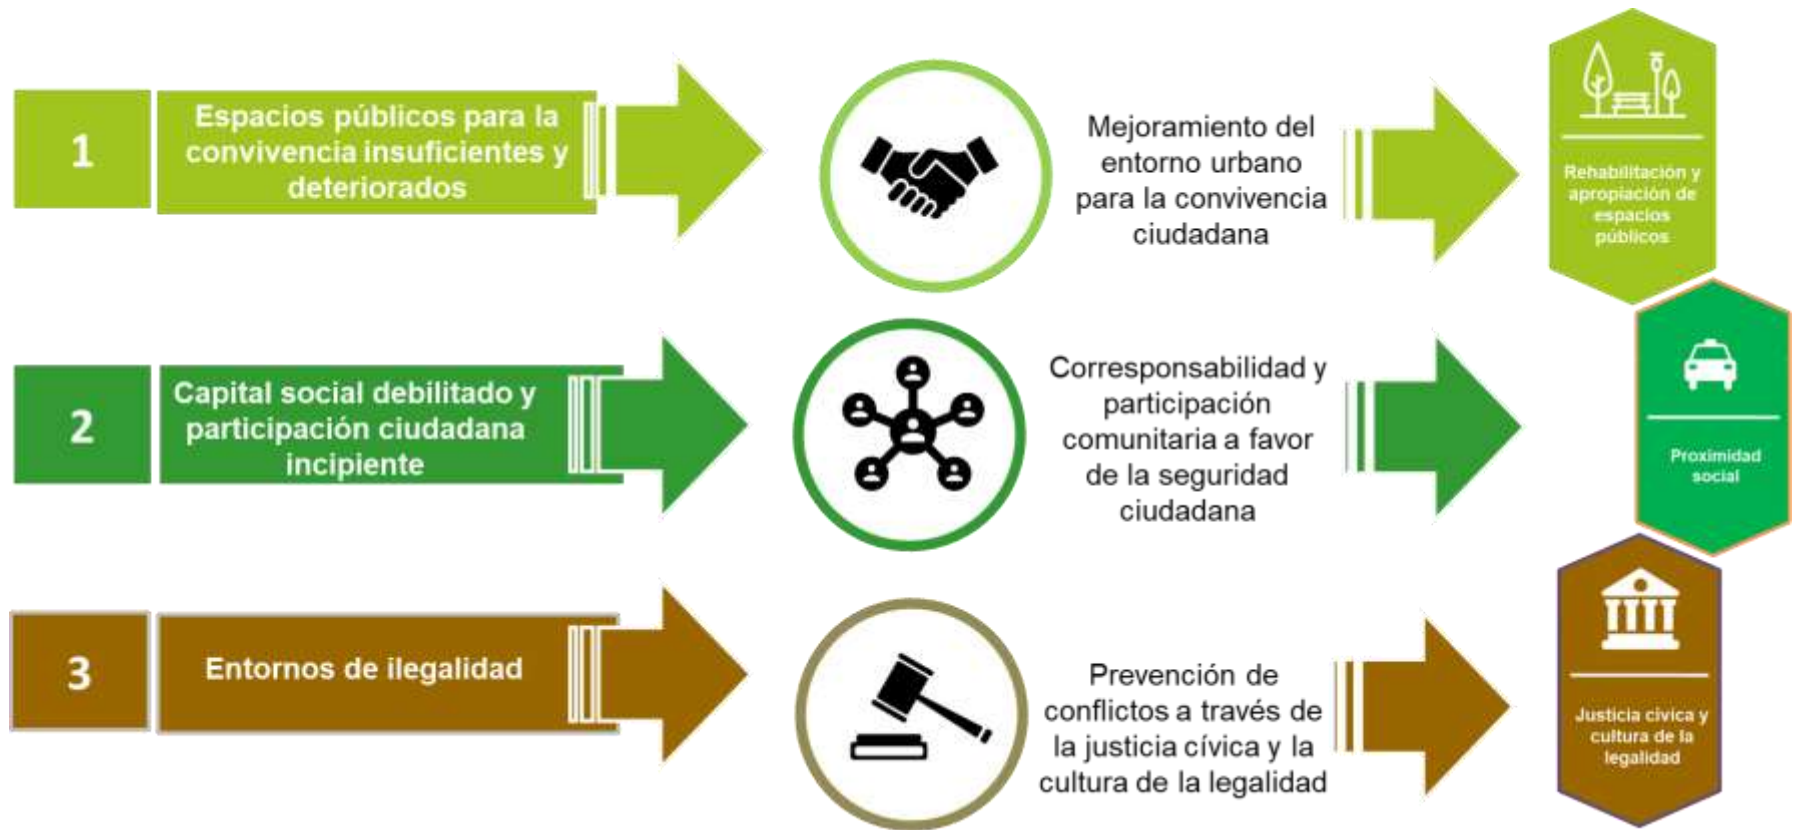 1
Espacios públicos para la
convivencia insuficientes y
deteriorados
Mejoramiento del
entorno urbano
para la convivencia
ciudadana
Rehabilitación y
apropiación de
espacios
públicos
2
Capital social debilitado y
participación ciudadana
incipiente
Corresponsabilidad y
participación
comunitaria a favor
de la seguridad
ciudadana
Proximidad
social
3
Entornos de ilegalidad
Prevención de
conflictos a través de
la justicia cívica y la
cultura de la legalidad
Justicia cívica y
cultura de la
legalidad